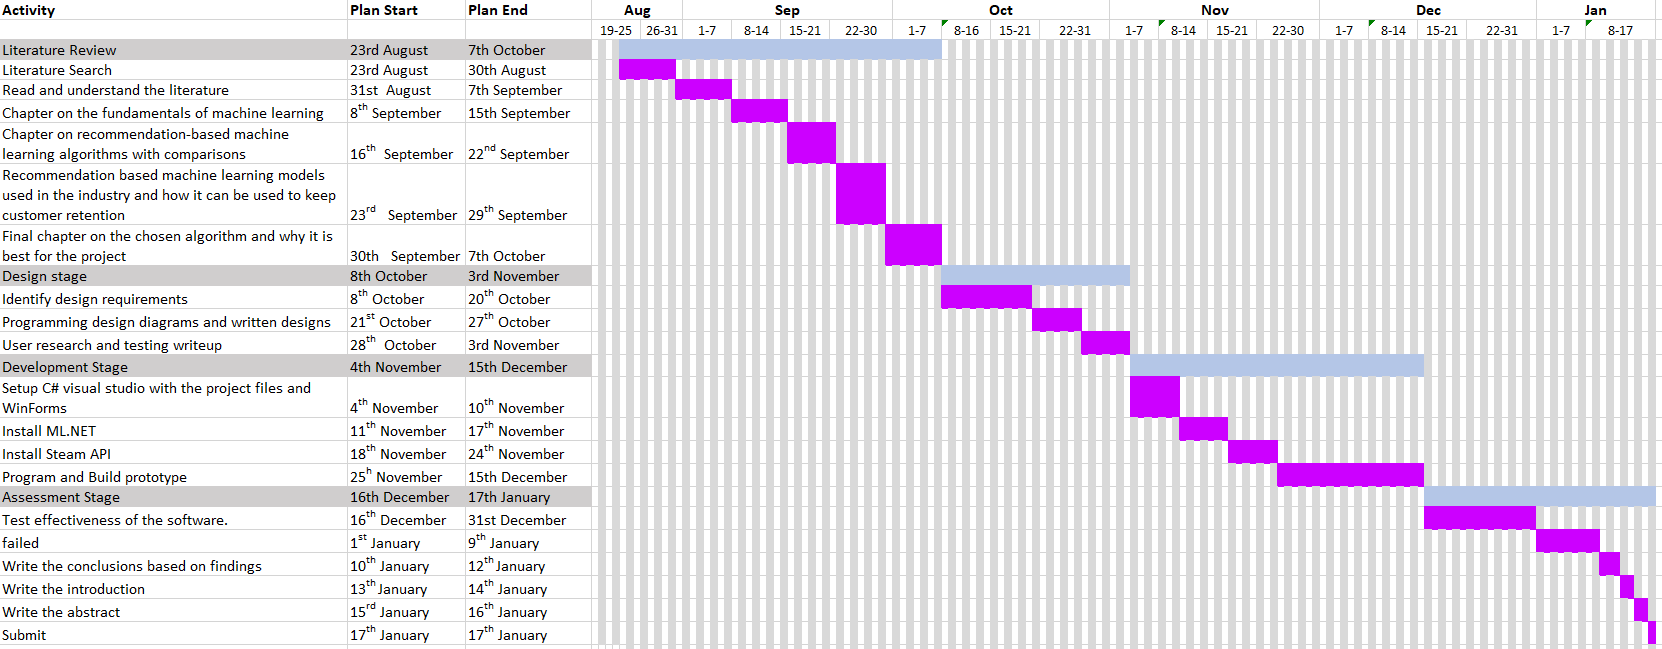 Activity Plan Start Plan End Aug Sep Oct Nov Dec Jan
19-25 26-31 1-7 8-14 15-21 22-30 1-7 8-16 15-21 22-31 1-7 8-14 15-21 22-30 1-7 8-14 15-21 22-31 1-7 8-17
Literature Review 23rd August 7th October
Literature Search 23rd August 30th August
Read and understand the literature 31st August 7th September
Chapter on the fundamentals of machine learning 8th September 15th September
Chapter on recommendation-based machine
learning algorithms with comparisons 16th September 22nd September
Recommendation based machine learning models
used in the industry and how it can be used to keep
customer retention 23rd September 29th September
Final chapter on the chosen algorithm and why it is
best for the project 30th September 7th October
Design stage 8th October 3rd November
Identify design requirements 8th October 20th October
Programming design diagrams and written designs 21st October 27th October
User research and testing writeup 28th October 3rd November
Development Stage 4th November 15th December
Setup C# visual studio with the project files and
WinForms 4th November 10th November
Install ML.NET 11th November 17th November
Install Steam API 18th November 24th November
Program and Build prototype 25h November 15th December
Assessment Stage 16th December 17th January
Test effectiveness of the software. 16th December 31st December
failed 1st January 9th January
Write the conclusions based on findings 10th January 12th January
Write the introduction 13th January 14th January
Write the abstract 15rd January 16th January
Submit 17th January 17th January